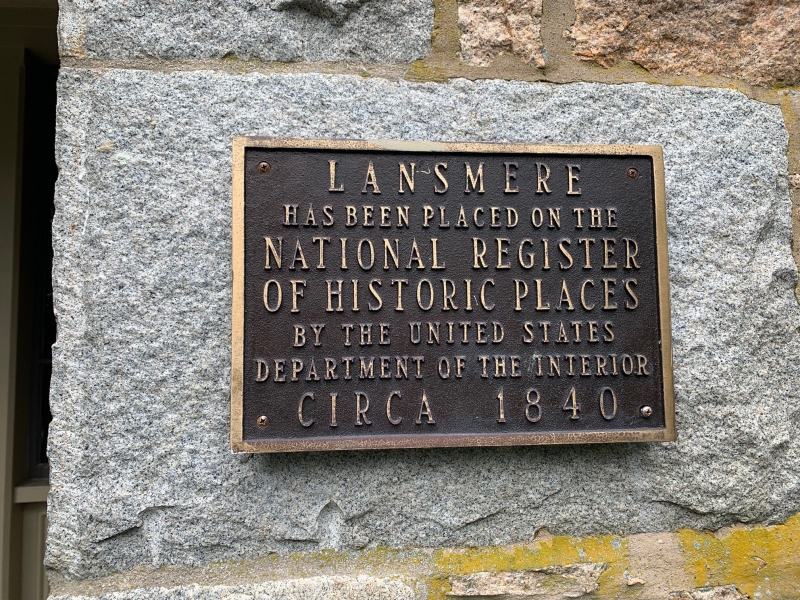 LANSMERE
HAS BEEN PLACED ON THE
NATIONAL REGISTER
OF HISTORIC PLACES
BY THE UNITED STATES
DEPARTMENT OF THE INTERIOR
CIRCA 1840